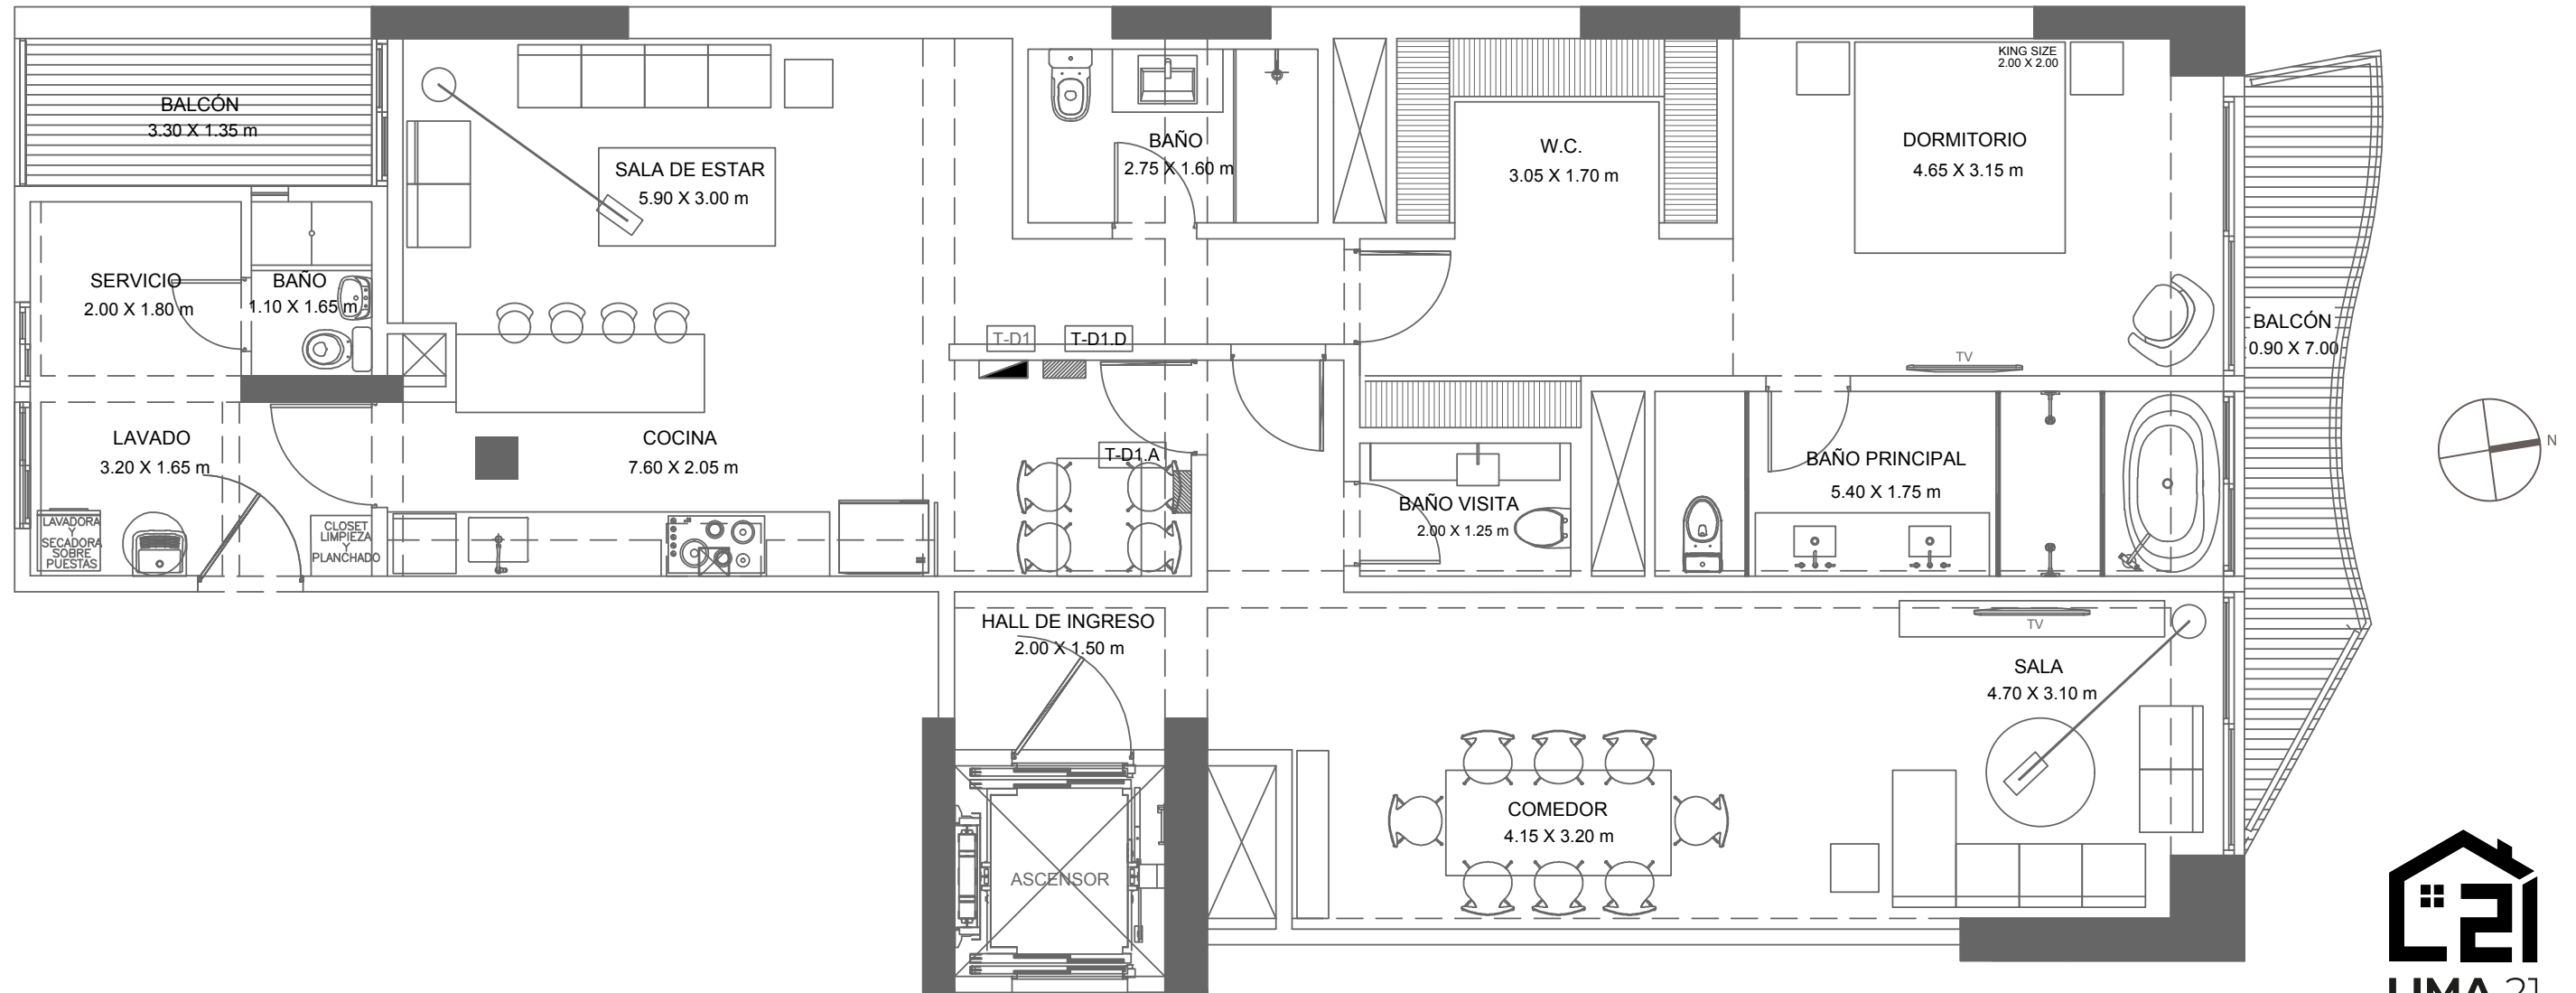 BALCÓN
3.30 X 1.35 m
SALA DE ESTAR
5.90 X 3.00 m
BAÑO
2.75 X 1.60 m
W.C.
3.05 X 1.70 m
KING SIZE
2.00 X 2.00
DORMITORIO
4.65 X 3.15 m
SERVICIO
2.00 X 1.80 m
BAÑO
1.10 X 1.65 m
T-D1
T-D1.D
TV
BALCÓN
0.90 X 7.00
LAVADO
3.20 X 1.65 m
COCINA
7.60 X 2.05 m
T-D1.A
BAÑO VISITA
2.00 X 1.25 m
BAÑO PRINCIPAL
5.40 X 1.75 m
N
LAVADORA
Y
SECADORA
SOBRE
PUESTAS
CLOSET
LIMPIEZA
Y
PLANCHADO
HALL DE INGRESO
2.00 X 1.50 m
TV
SALA
4.70 X 3.10 m
COMEDOR
4.15 X 3.20 m
ASCENSOR
21
LIMA 21